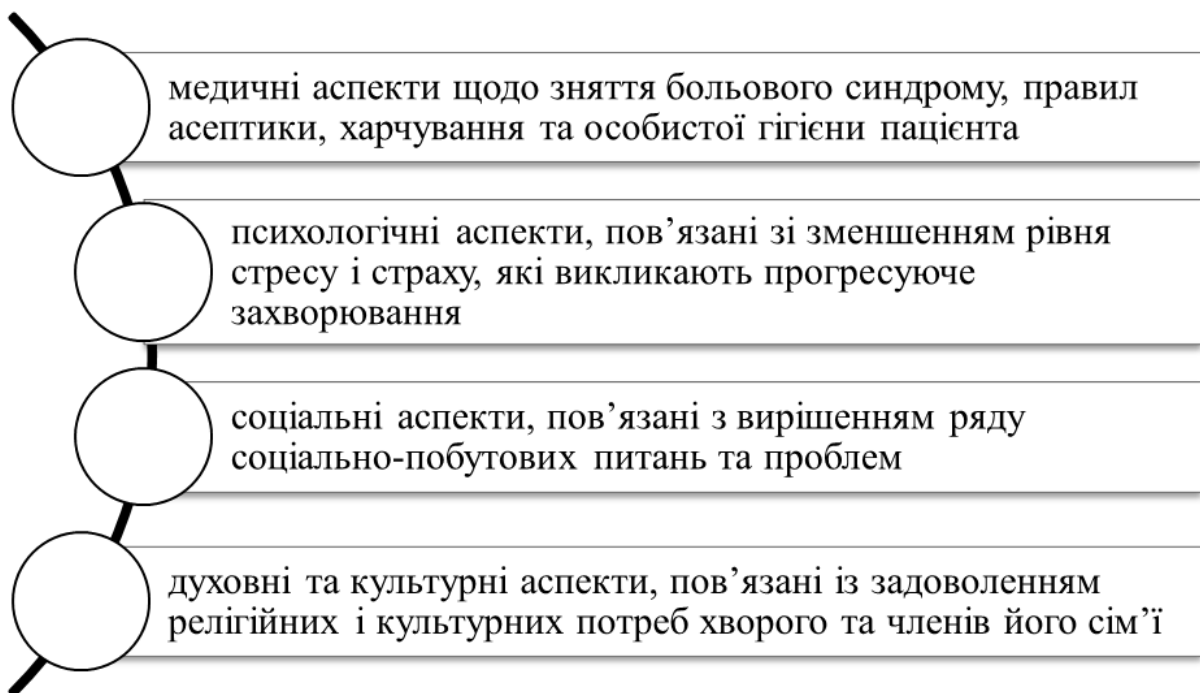 медичні аспекти щодо зняття больового синдрому, правил
асептики, харчування та особистої гігієни пацієнта
психологічні аспекти, пов’язані зі зменшенням рівня
стресу і страху, які викликають прогресуюче
захворювання
соціальні аспекти, пов’язані з вирішенням ряду
соціально-побутових питань та проблем
духовні та культурні аспекти, пов’язані із задоволенням
релігійних і культурних потреб хворого та членів його сім’ї